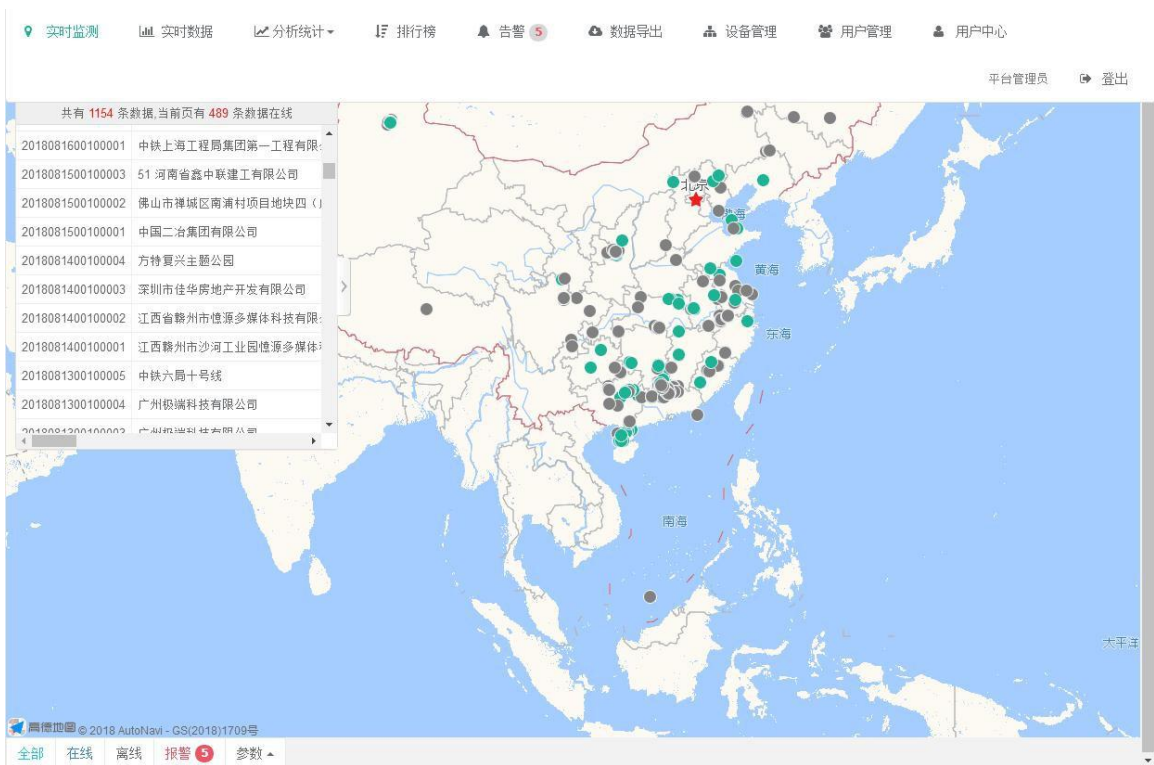 实时监测 实时数据 分析统计 排行榜 告警 5 数据导出 设备管理 用户管理 用户中心
平台管理员 登出
共有 1154 条数据,当前页有 489 条数据在线
2018081600100001 中铁上海工程局集团第一工程有限
2018081500100003 51 河南省鑫中联建工有限公司
2018081500100002 佛山市禅城区南浦村项目地块四（
2018081500100001 中国二冶集团有限公司
2018081400100004 方特复兴主题公园
2018081400100003 深圳市佳华房地产开发有限公司
2018081400100002 江西省赣州市憶源多媒体科技有限
2018081400100001 江西赣州市沙河工业园憶源多媒体
2018081300100005 中铁六局十号线
2018081300100004 广州极端科技有限公司
2018081300100003 广州极端科技有限公司
北京
渤海
黄海
东海
南海
太平洋
高德地图 © 2018 AutoNavi - GS(2018)1709号
全部 在线 离线 报警 5 参数